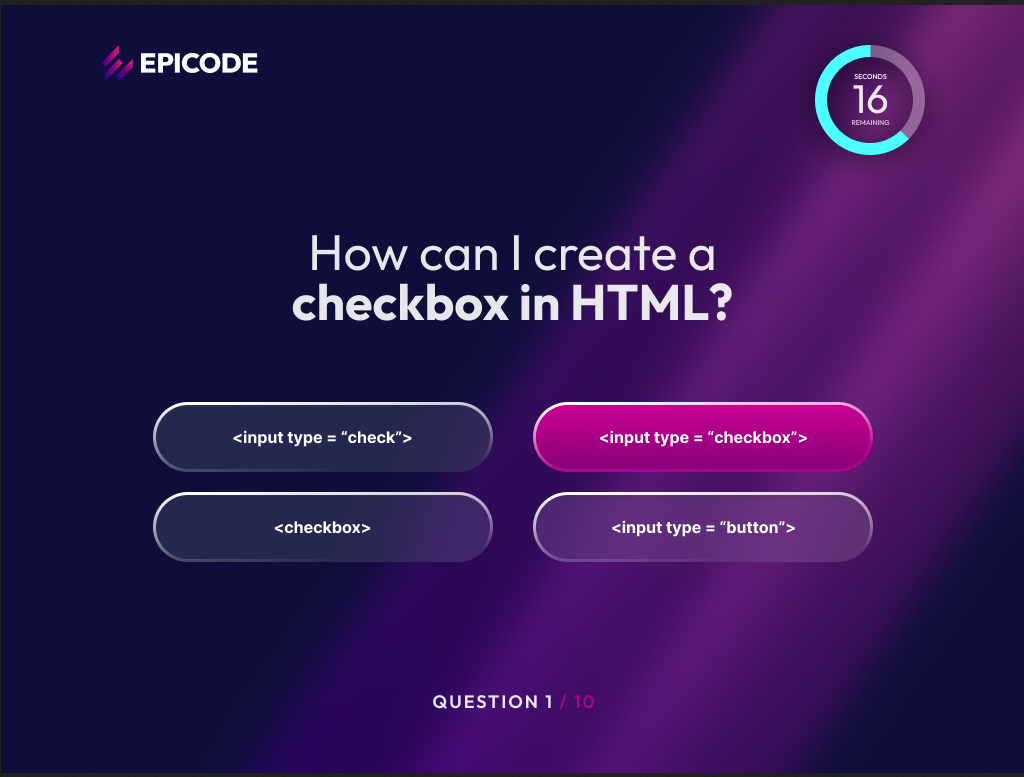 EPICODE
SECONDS
16
REMAINING
How can I create a
checkbox in HTML?
<input type = “check”>
<input type = “checkbox”>
<checkbox>
<input type = “button”>
QUESTION 1 / 10